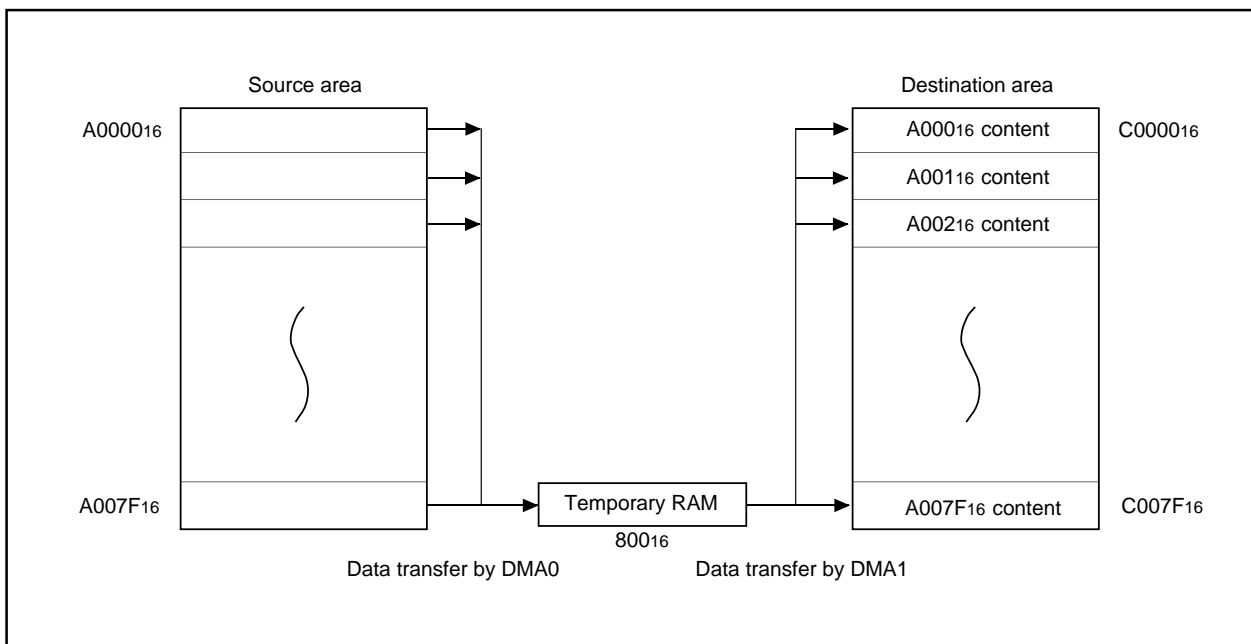 Source area
Destination area
A000016
A00016 content
C000016
A00116 content
A00216 content
A007F16
Temporary RAM
A007F16 content
C007F16
80016
Data transfer by DMA0
Data transfer by DMA1